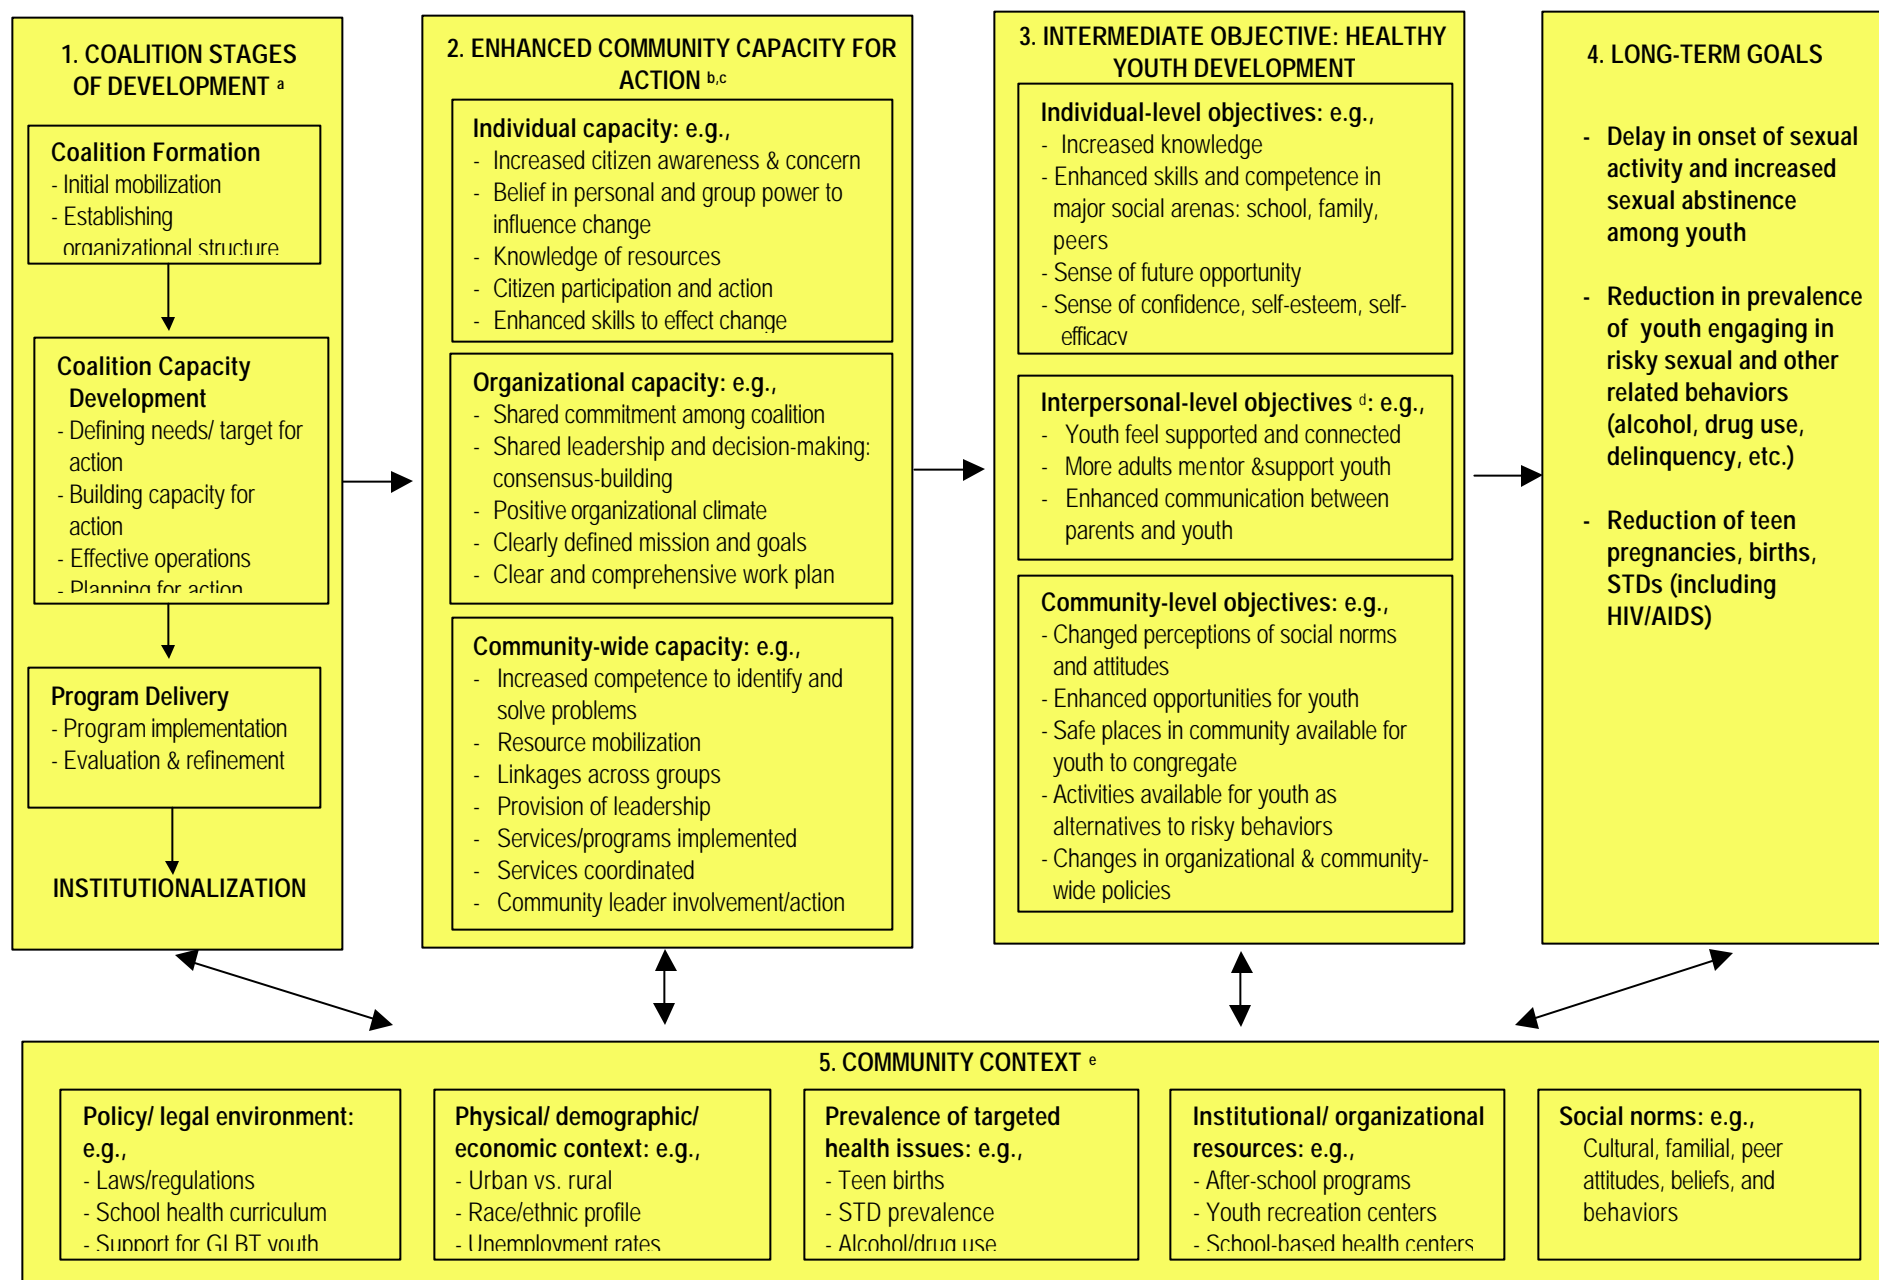 1. COALITION STAGES
OF DEVELOPMENT a
Coalition Formation
- Initial mobilization
- Establishing
organizational structure
Coalition Capacity
Development
- Defining needs/ target for
action
- Building capacity for
action
- Effective operations
- Planning for action
Program Delivery
- Program implementation
- Evaluation & refinement
INSTITUTIONALIZATION
2. ENHANCED COMMUNITY CAPACITY FOR
ACTION b,c
Individual capacity: e.g.,
- Increased citizen awareness & concern
- Belief in personal and group power to
influence change
- Knowledge of resources
- Citizen participation and action
- Enhanced skills to effect change
Organizational capacity: e.g.,
- Shared commitment among coalition
- Shared leadership and decision-making:
consensus-building
- Positive organizational climate
- Clearly defined mission and goals
- Clear and comprehensive work plan
Community-wide capacity: e.g.,
- Increased competence to identify and
solve problems
- Resource mobilization
- Linkages across groups
- Provision of leadership
- Services/programs implemented
- Services coordinated
- Community leader involvement/action
3. INTERMEDIATE OBJECTIVE: HEALTHY
YOUTH DEVELOPMENT
Individual-level objectives: e.g.,
- Increased knowledge
- Enhanced skills and competence in
major social arenas: school, family,
peers
- Sense of future opportunity
- Sense of confidence, self-esteem, self-
efficacy
Interpersonal-level objectives d: e.g.,
- Youth feel supported and connected
- More adults mentor &support youth
- Enhanced communication between
parents and youth
Community-level objectives: e.g.,
- Changed perceptions of social norms
and attitudes
- Enhanced opportunities for youth
- Safe places in community available for
youth to congregate
- Activities available for youth as
alternatives to risky behaviors
- Changes in organizational & community-
wide policies
4. LONG-TERM GOALS
- Delay in onset of sexual
activity and increased
sexual abstinence
among youth
- Reduction in prevalence
of youth engaging in
risky sexual and other
related behaviors
(alcohol, drug use,
delinquency, etc.)
- Reduction of teen
pregnancies, births,
STDs (including
HIV/AIDS)
5. COMMUNITY CONTEXT e
Policy/ legal environment:
e.g.,
- Laws/regulations
- School health curriculum
- Support for GLBT youth
Physical/ demographic/
economic context: e.g.,
- Urban vs. rural
- Race/ethnic profile
- Unemployment rates
Prevalence of targeted
health issues: e.g.,
- Teen births
- STD prevalence
- Alcohol/drug use
Institutional/ organizational
resources: e.g.,
- After-school programs
- Youth recreation centers
- School-based health centers
Social norms: e.g.,
Cultural, familial, peer
attitudes, beliefs, and
behaviors